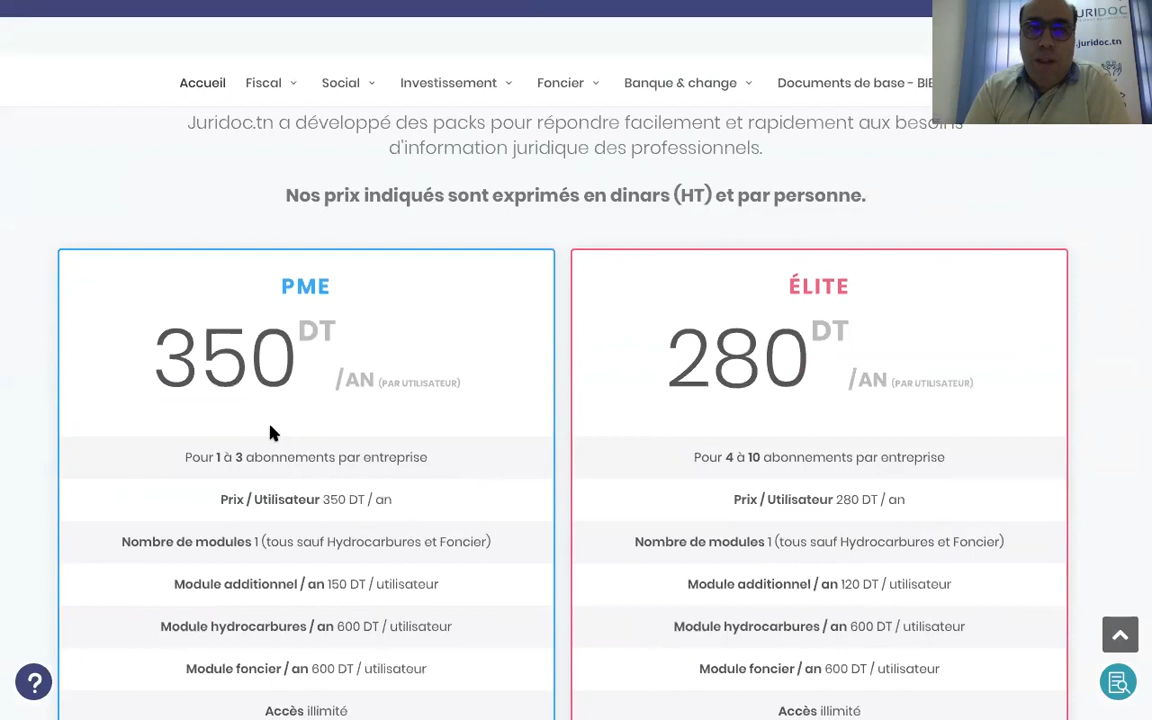 JURIDOC
.juridoc.tn
Accueil Fiscal Social Investissement Foncier Banque & change Documents de base - BIB
Juridoc.tn a développé des packs pour répondre facilement et rapidement aux besoins
d'information juridique des professionnels.
Nos prix indiqués sont exprimés en dinars (HT) et par personne.
PME
350 DT /AN (PAR UTILISATEUR)
Pour 1 à 3 abonnements par entreprise
Prix / Utilisateur 350 DT / an
Nombre de modules 1 (tous sauf Hydrocarbures et Foncier)
Module additionnel / an 150 DT / utilisateur
Module hydrocarbures / an 600 DT / utilisateur
Module foncier / an 600 DT / utilisateur
Accès illimité
ÉLITE
280 DT /AN (PAR UTILISATEUR)
Pour 4 à 10 abonnements par entreprise
Prix / Utilisateur 280 DT / an
Nombre de modules 1 (tous sauf Hydrocarbures et Foncier)
Module additionnel / an 120 DT / utilisateur
Module hydrocarbures / an 600 DT / utilisateur
Module foncier / an 600 DT / utilisateur
Accès illimité
?